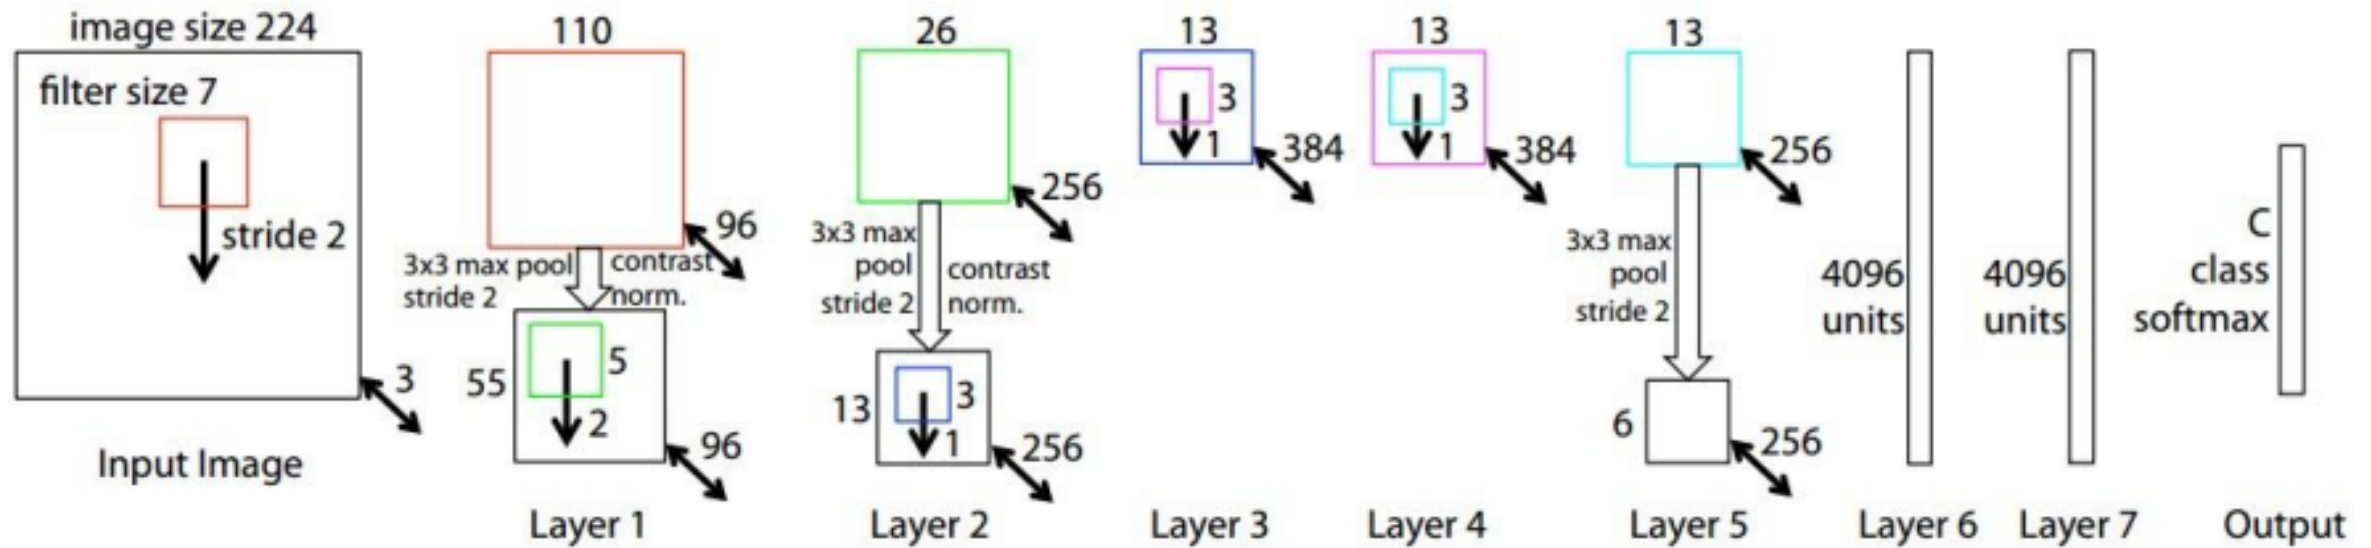 image size 224
filter size 7
stride 2
3
Input Image
110
96
3x3 max pool
stride 2
contrast
norm.
55
5
2
96
Layer 1
26
256
3x3 max
pool
stride 2
contrast
norm.
13
3
1
256
Layer 2
13
3
1
384
Layer 3
13
3
1
384
Layer 4
13
256
3x3 max
pool
stride 2
6
256
Layer 5
4096
units
Layer 6
4096
units
Layer 7
C
class
softmax
Output